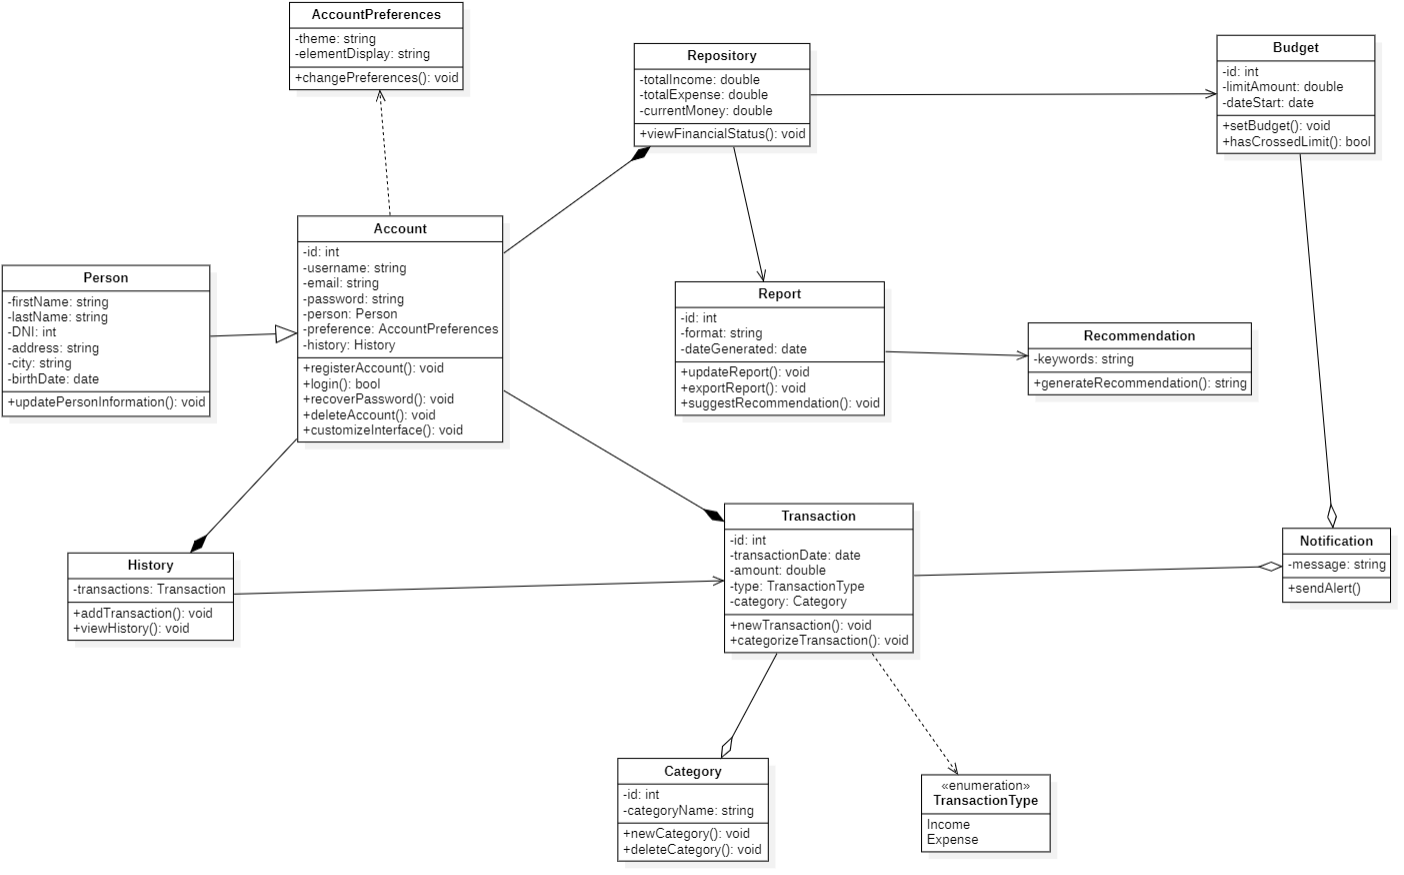 AccountPreferences
-theme: string
-elementDisplay: string
+changePreferences(): void
Repository
-totalIncome: double
-totalExpense: double
-currentMoney: double
+viewFinancialStatus(): void
Budget
-id: int
-limitAmount: double
-dateStart: date
+setBudget(): void
+hasCrossedLimit(): bool
Person
-firstName: string
-lastName: string
-DNI: int
-address: string
-city: string
-birthDate: date
+updatePersonInformation(): void
Account
-id: int
-username: string
-email: string
-password: string
-person: Person
-preference: AccountPreferences
-history: History
+registerAccount(): void
+login(): bool
+recoverPassword(): void
+deleteAccount(): void
+customizeInterface(): void
Report
-id: int
-format: string
-dateGenerated: date
+updateReport(): void
+exportReport(): void
+suggestRecommendation(): void
Recommendation
-keywords: string
+generateRecommendation(): string
History
-transactions: Transaction
+addTransaction(): void
+viewHistory(): void
Transaction
-id: int
-transactionDate: date
-amount: double
-type: TransactionType
-category: Category
+newTransaction(): void
+categorizeTransaction(): void
Notification
-message: string
+sendAlert()
Category
-id: int
-categoryName: string
+newCategory(): void
+deleteCategory(): void
«enumeration»
TransactionType
Income
Expense